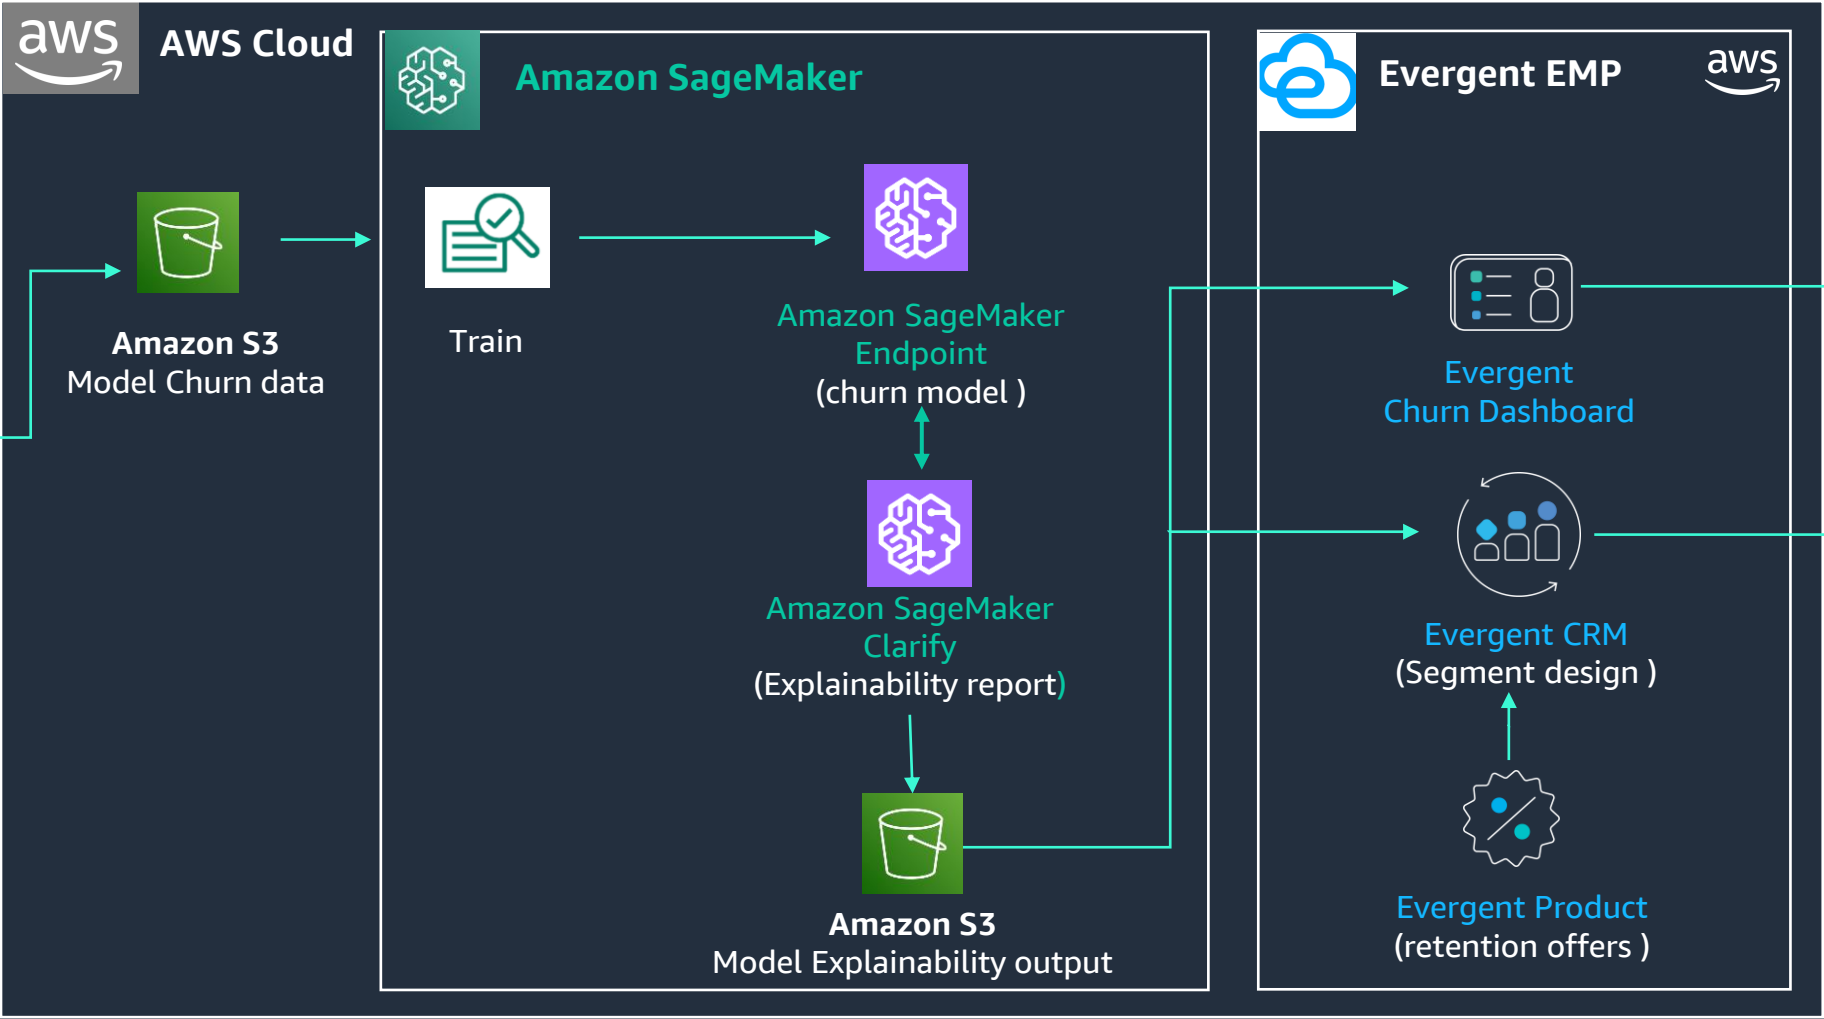 aws
AWS Cloud
Amazon SageMaker
Evergent EMP
aws
Amazon S3
Model Churn data
Train
Amazon SageMaker
Endpoint
(churn model )
Amazon SageMaker
Clarify
(Explainability report)
Amazon S3
Model Explainability output
Evergent
Churn Dashboard
Evergent CRM
(Segment design )
Evergent Product
(retention offers )